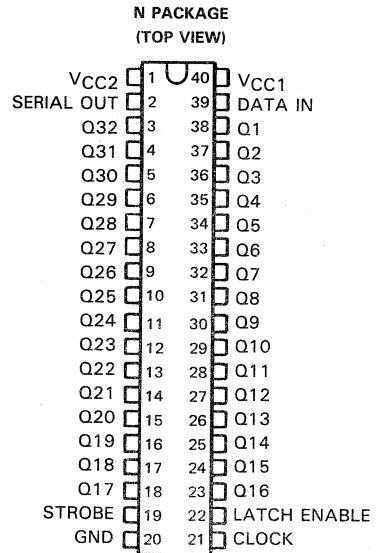 N PACKAGE
(TOP VIEW)
VCC2 1 40 VCC1
SERIAL OUT 2 39 DATA IN
Q32 3 38 Q1
Q31 4 37 Q2
Q30 5 36 Q3
Q29 6 35 Q4
Q28 7 34 Q5
Q27 8 33 Q6
Q26 9 32 Q7
Q25 10 31 Q8
Q24 11 30 Q9
Q23 12 29 Q10
Q22 13 28 Q11
Q21 14 27 Q12
Q20 15 26 Q13
Q19 16 25 Q14
Q18 17 24 Q15
Q17 18 23 Q16
STROBE 19 22 LATCH ENABLE
GND 20 21 CLOCK